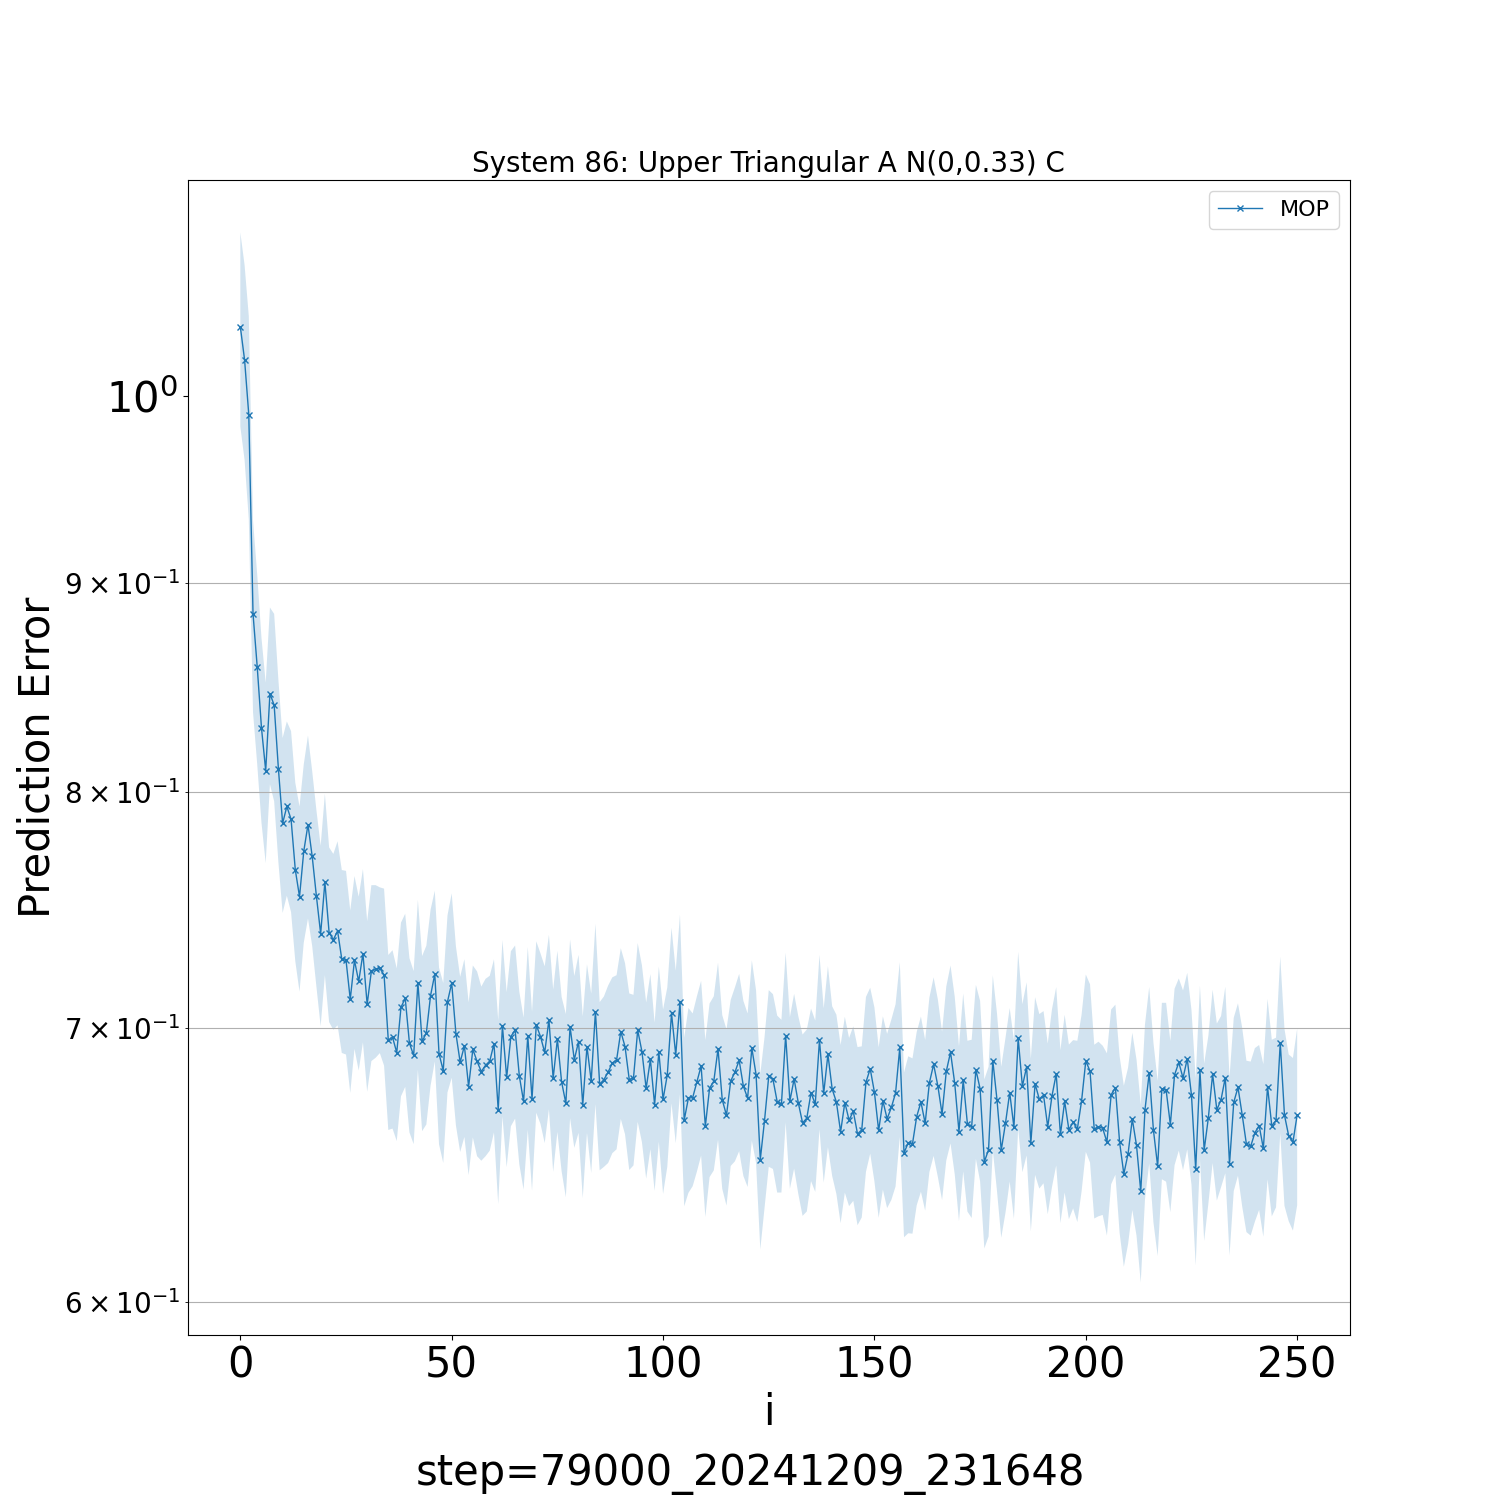 System 86: Upper Triangular A N(0,0.33) C
MOP
10⁰
9 × 10⁻¹
8 × 10⁻¹
7 × 10⁻¹
6 × 10⁻¹
Prediction Error
0 50 100 150 200 250
i
step=79000_20241209_231648